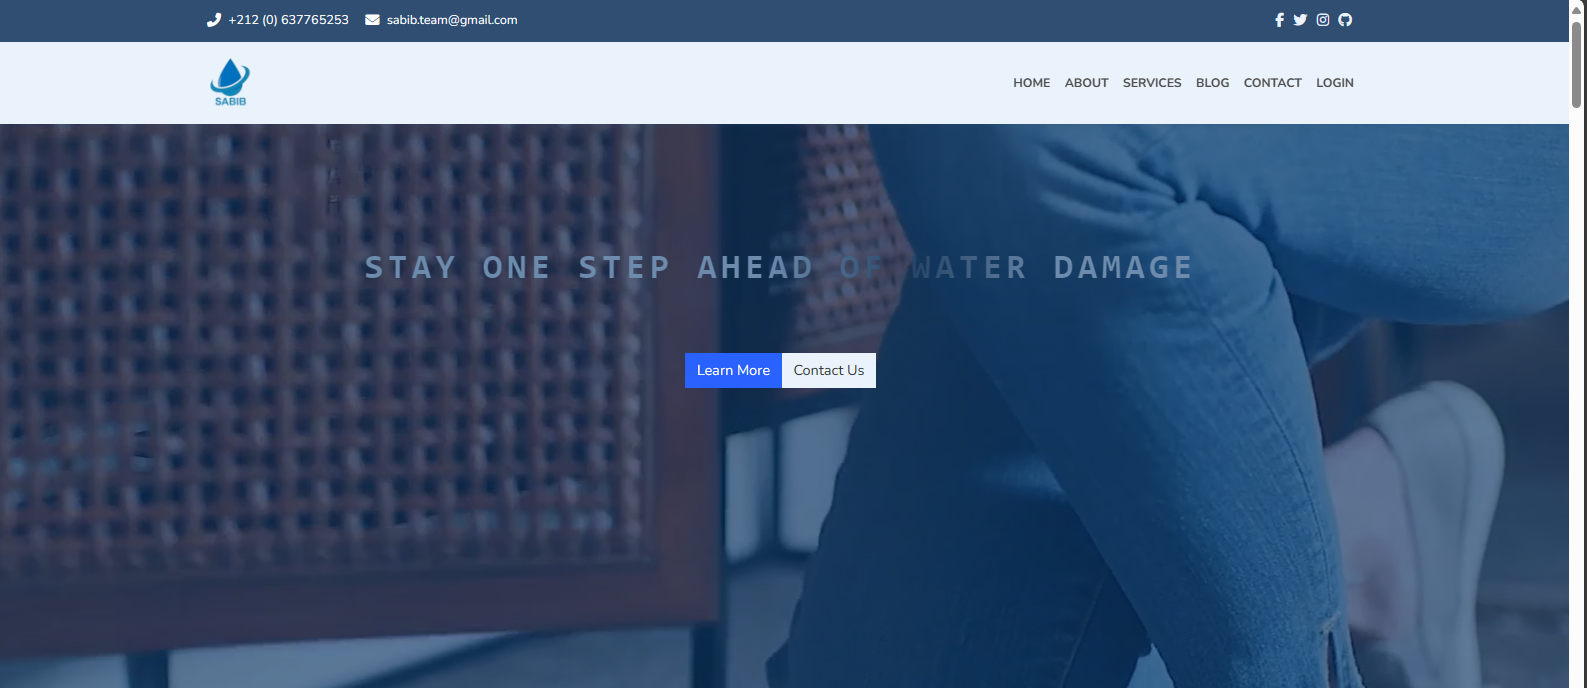 +212 (0) 637765253 sabib.team@gmail.com
SABIB
HOME ABOUT SERVICES BLOG CONTACT LOGIN
STAY ONE STEP AHEAD OF WATER DAMAGE
Learn More Contact Us